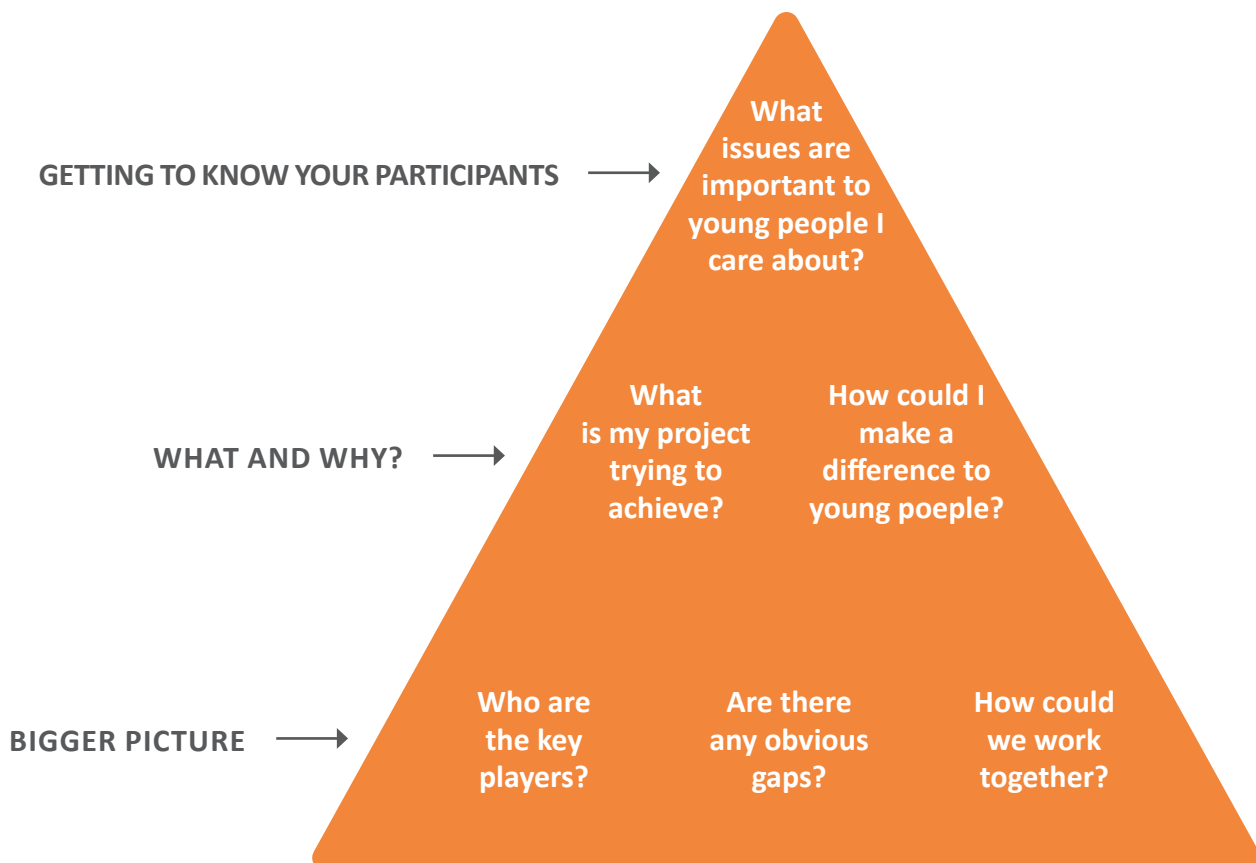 What
issues are
important to
young people I
care about?
GETTING TO KNOW YOUR PARTICIPANTS
What
is my project
trying to
achieve?
How could I
make a
difference to
young poeple?
WHAT AND WHY?
Who are
the key
players?
Are there
any obvious
gaps?
How could
we work
together?
BIGGER PICTURE